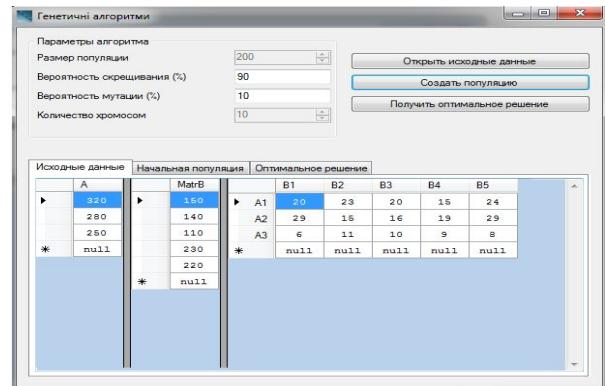 Генетичні алгоритми
Параметры алгоритма
Размер популяции 200
Вероятность скрещивания (%) 90
Вероятность мутации (%) 10
Количество хромосом 10
Открыть исходные данные
Создать популяцию
Получить оптимальное решение
Исходные данные Начальная популяция Оптимальное решение
A MatrB B1 B2 B3 B4 B5
320 150 A1 20 23 20 15 24
280 140 A2 29 15 16 19 29
250 110 A3 6 11 10 9 8
null 230 null null null null null
220
null